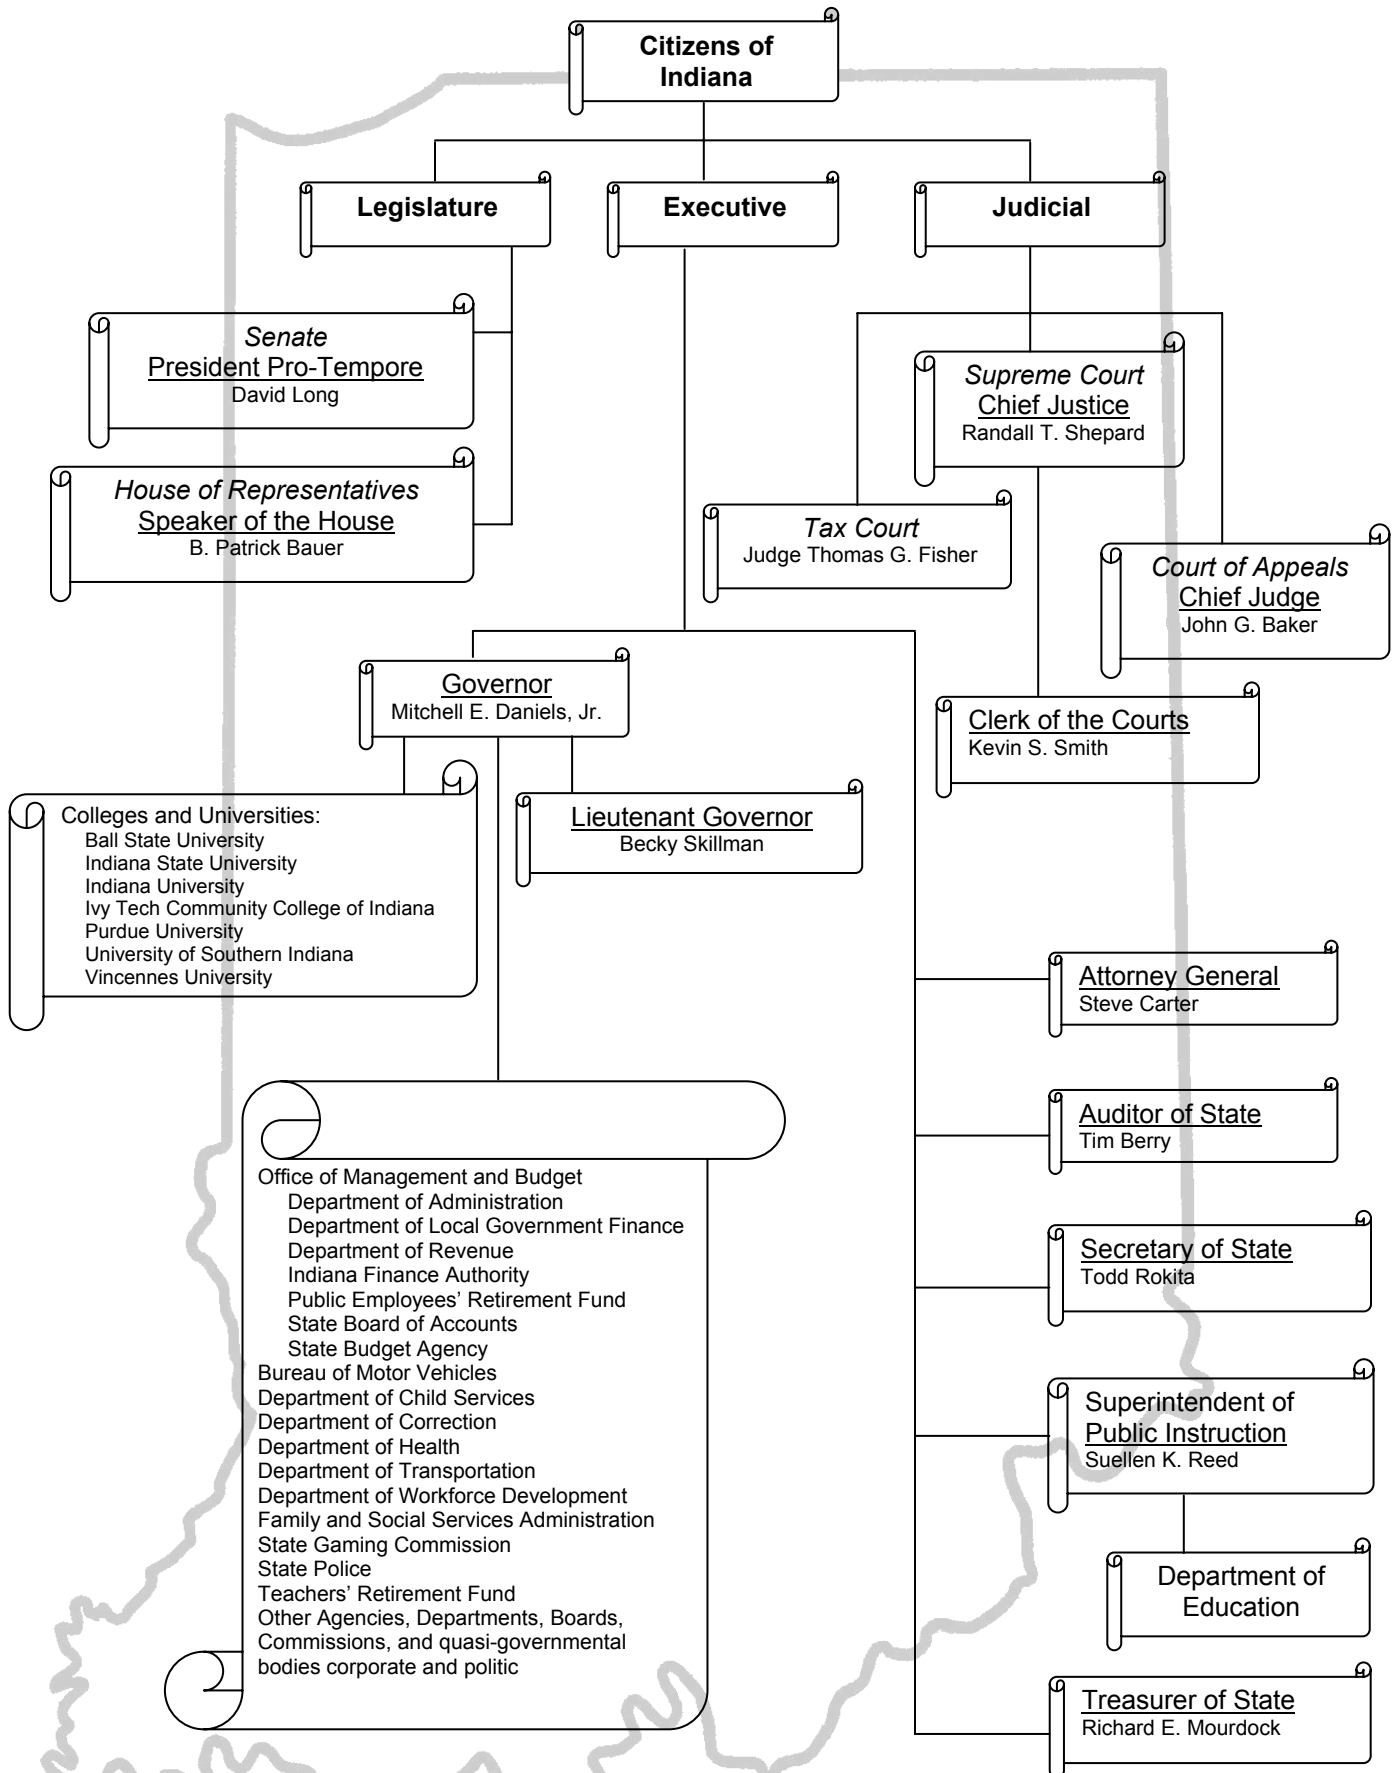 Citizens of
Indiana
Legislature
Executive
Judicial
Senate
President Pro-Tempore
David Long
Supreme Court
Chief Justice
Randall T. Shepard
House of Representatives
Speaker of the House
B. Patrick Bauer
Tax Court
Judge Thomas G. Fisher
Court of Appeals
Chief Judge
John G. Baker
Governor
Mitchell E. Daniels, Jr.
Clerk of the Courts
Kevin S. Smith
Colleges and Universities:
Ball State University
Indiana State University
Indiana University
Ivy Tech Community College of Indiana
Purdue University
University of Southern Indiana
Vincennes University
Lieutenant Governor
Becky Skillman
Attorney General
Steve Carter
Auditor of State
Tim Berry
Office of Management and Budget
Department of Administration
Department of Local Government Finance
Department of Revenue
Indiana Finance Authority
Public Employees' Retirement Fund
State Board of Accounts
State Budget Agency
Bureau of Motor Vehicles
Department of Child Services
Department of Correction
Department of Health
Department of Transportation
Department of Workforce Development
Family and Social Services Administration
State Gaming Commission
State Police
Teachers' Retirement Fund
Other Agencies, Departments, Boards,
Commissions, and quasi-governmental
bodies corporate and politic
Secretary of State
Todd Rokita
Superintendent of
Public Instruction
Suellen K. Reed
Department of
Education
Treasurer of State
Richard E. Mourdock